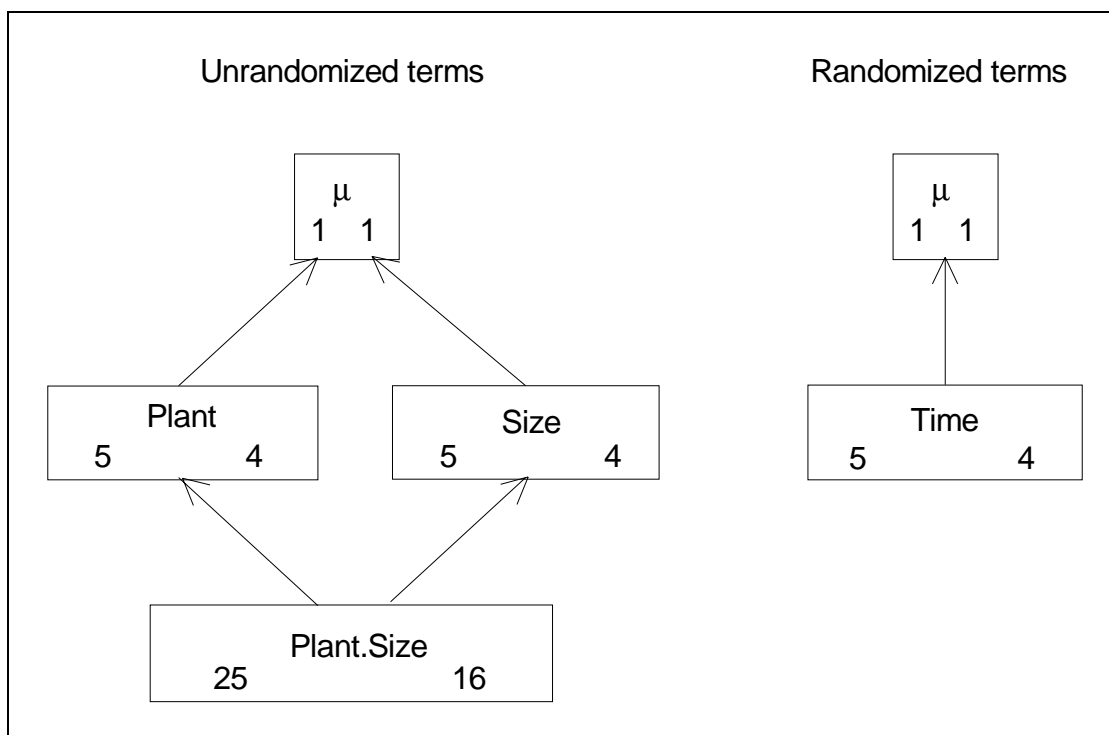 Unrandomized terms
Randomized terms
μ
1 1
μ
1 1
Plant
5 4
Size
5 4
Time
5 4
Plant.Size
25 16